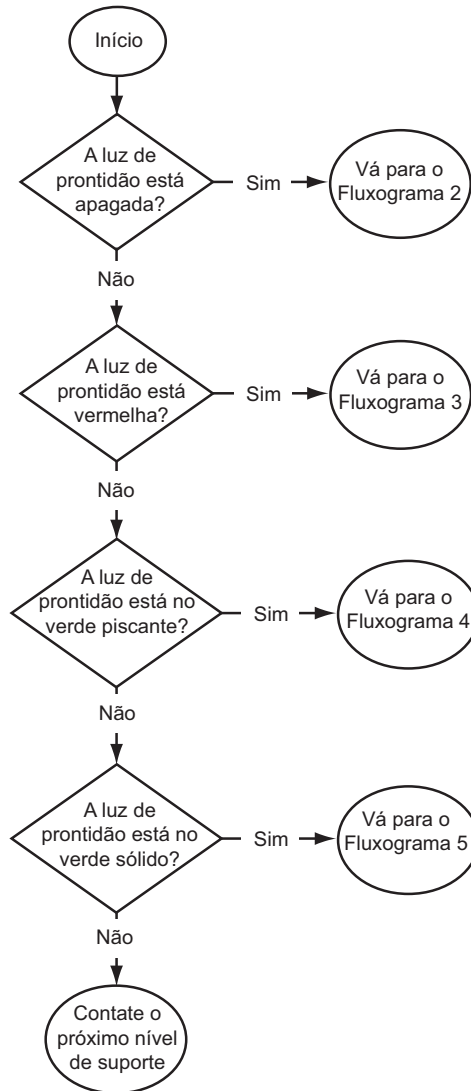 Início
A luz de
prontidão está
apagada?
Sim
Vá para o
Fluxograma 2
Não
A luz de
prontidão está
vermelha?
Sim
Vá para o
Fluxograma 3
Não
A luz de
prontidão está no
verde piscante?
Sim
Vá para o
Fluxograma 4
Não
A luz de
prontidão está no
verde sólido?
Sim
Vá para o
Fluxograma 5
Não
Contate o
próximo nível
de suporte